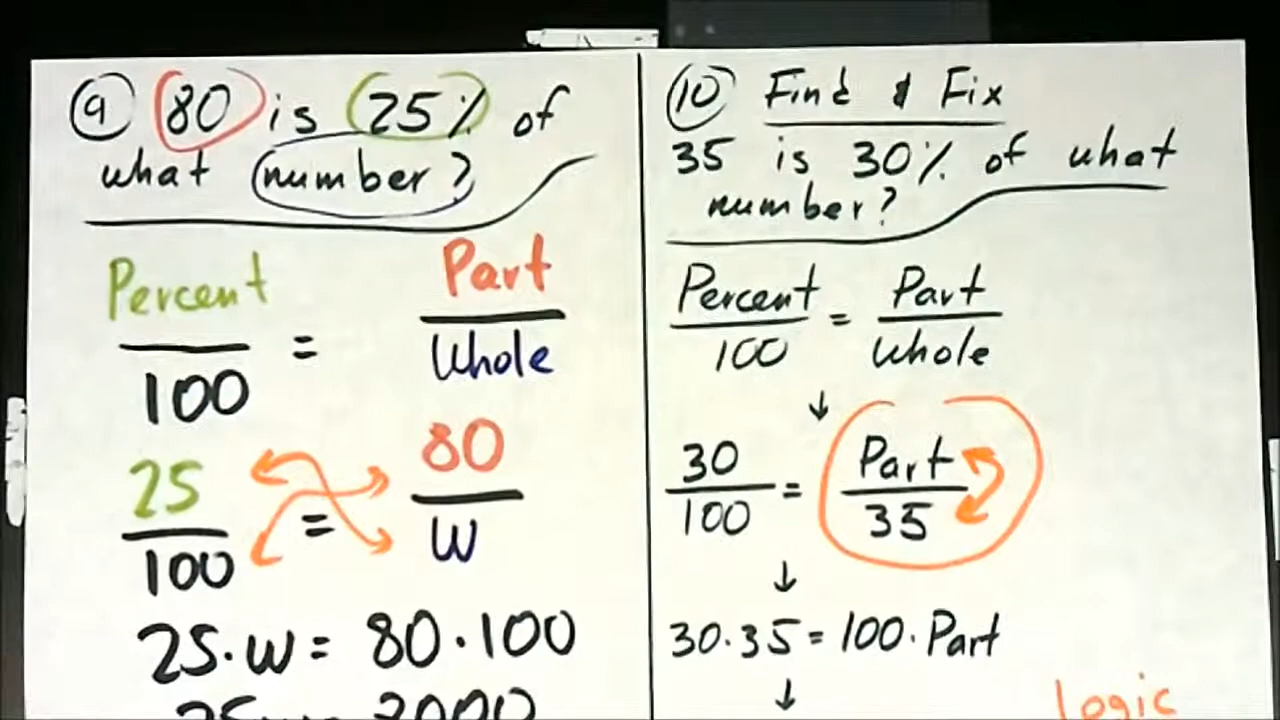 9 80 is 25% of
what number?
Percent
100
=
Part
Whole
25
100
=
80
W
25·W = 80·100
10 Find & Fix
35 is 30% of what
number?
Percent
100
=
Part
Whole
30
100
=
Part
35
30·35 = 100·Part
logic